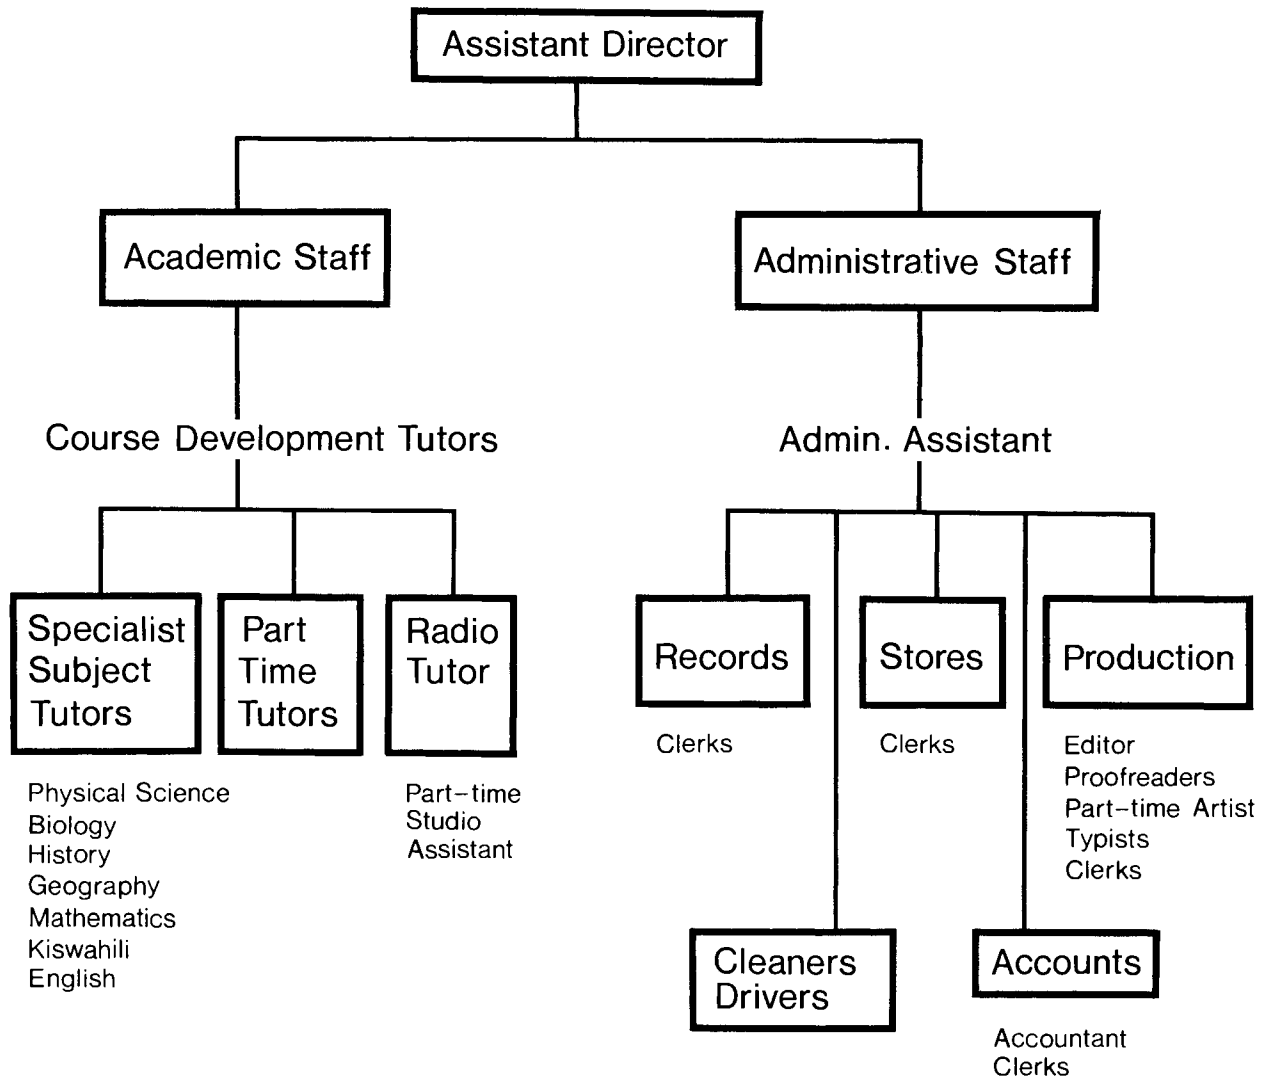 Assistant Director
Academic Staff
Administrative Staff
Course Development Tutors
Admin. Assistant
Specialist
Subject
Tutors
Part
Time
Tutors
Radio
Tutor
Records
Stores
Production
Physical Science
Biology
History
Geography
Mathematics
Kiswahili
English
Part-time
Studio
Assistant
Clerks
Clerks
Editor
Proofreaders
Part-time Artist
Typists
Clerks
Cleaners
Drivers
Accounts
Accountant
Clerks